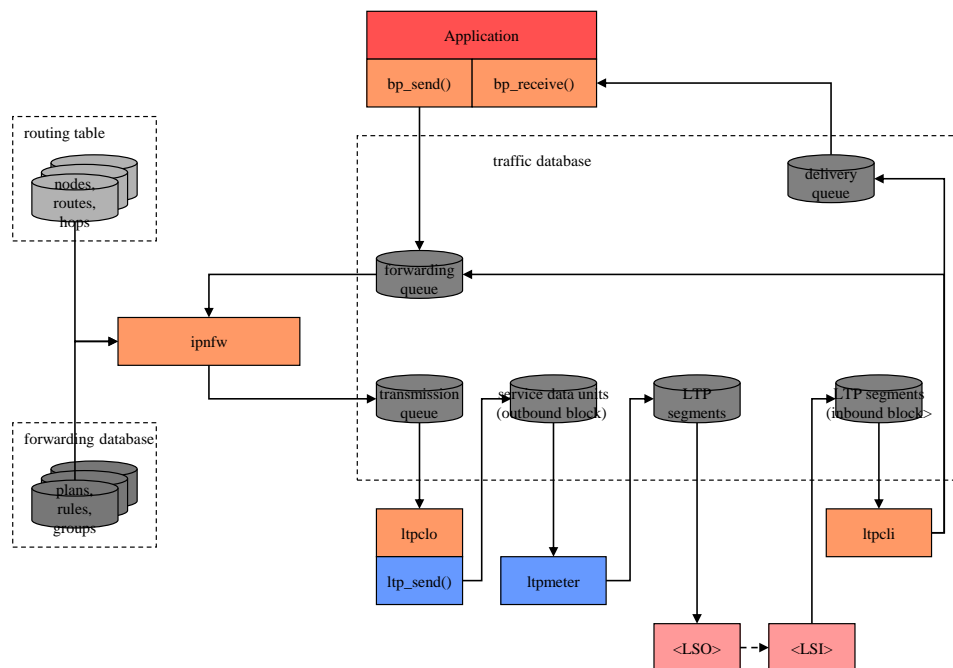 Application
bp_send()
bp_receive()
routing table
nodes,
routes,
hops
traffic database
delivery
queue
forwarding
queue
ipnfw
transmission
queue
service data units
(outbound block)
LTP
segments
LTP segments
(inbound block>
forwarding database
plans,
rules,
groups
ltpclo
ltp_send()
ltpmeter
ltpcli
<LSO>
<LSI>